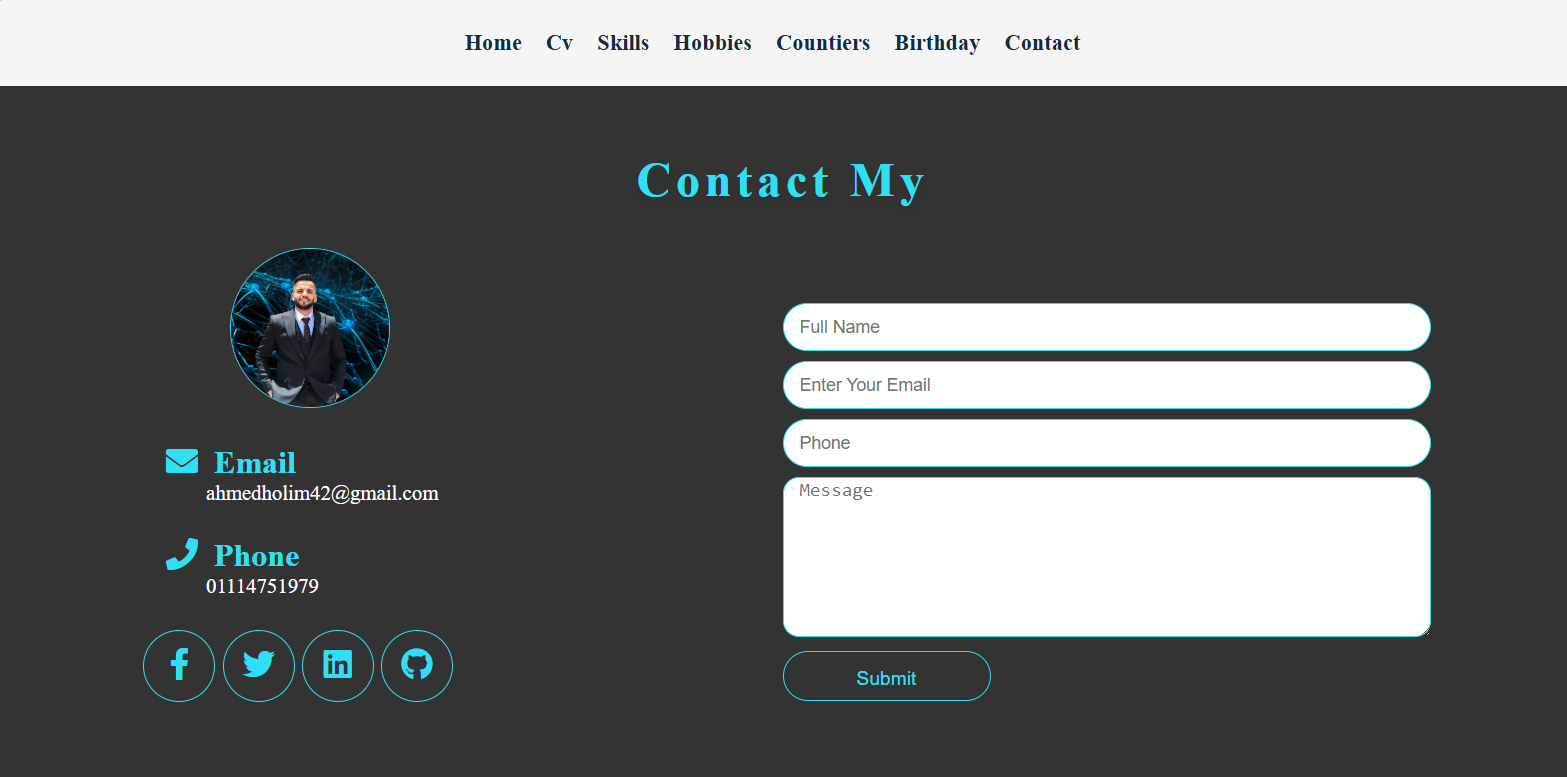 Home Cv Skills Hobbies Countiers Birthday Contact
Contact My
Email
ahmedholim42@gmail.com
Phone
01114751979
Full Name
Enter Your Email
Phone
Message
Submit